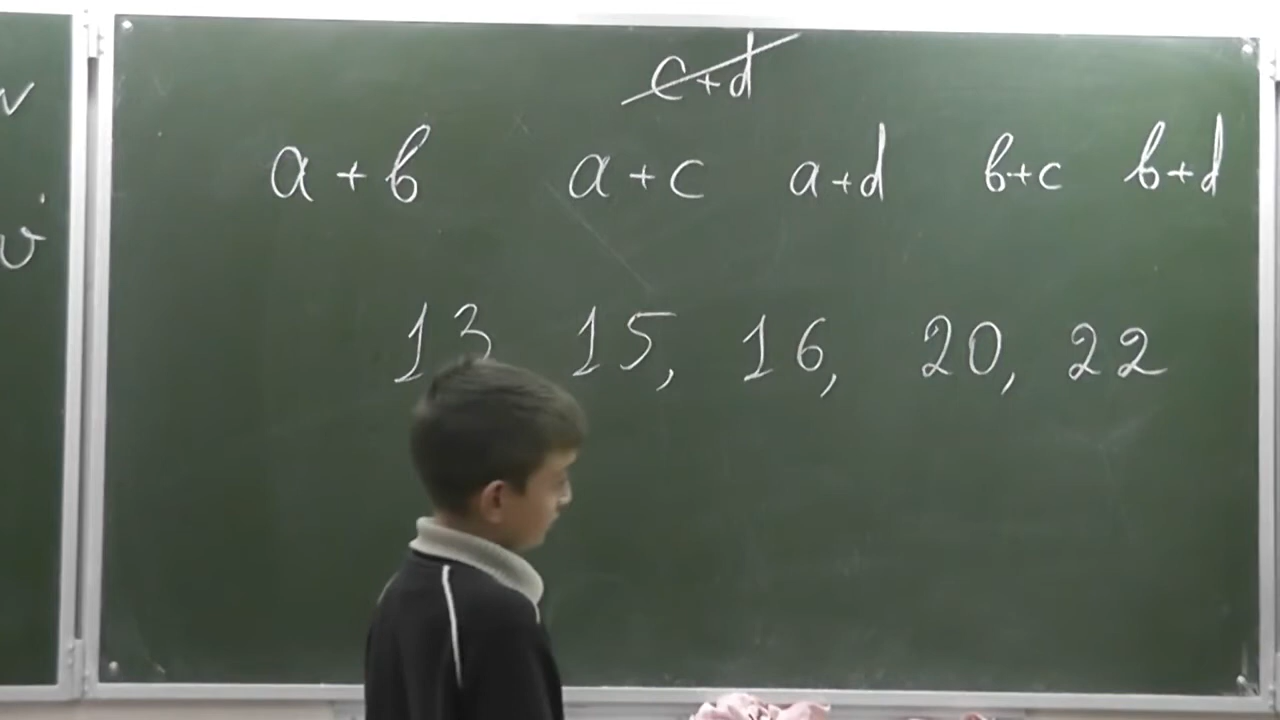 c+d
a + b a + c a+d b+c b+d
13 15, 16, 20, 22